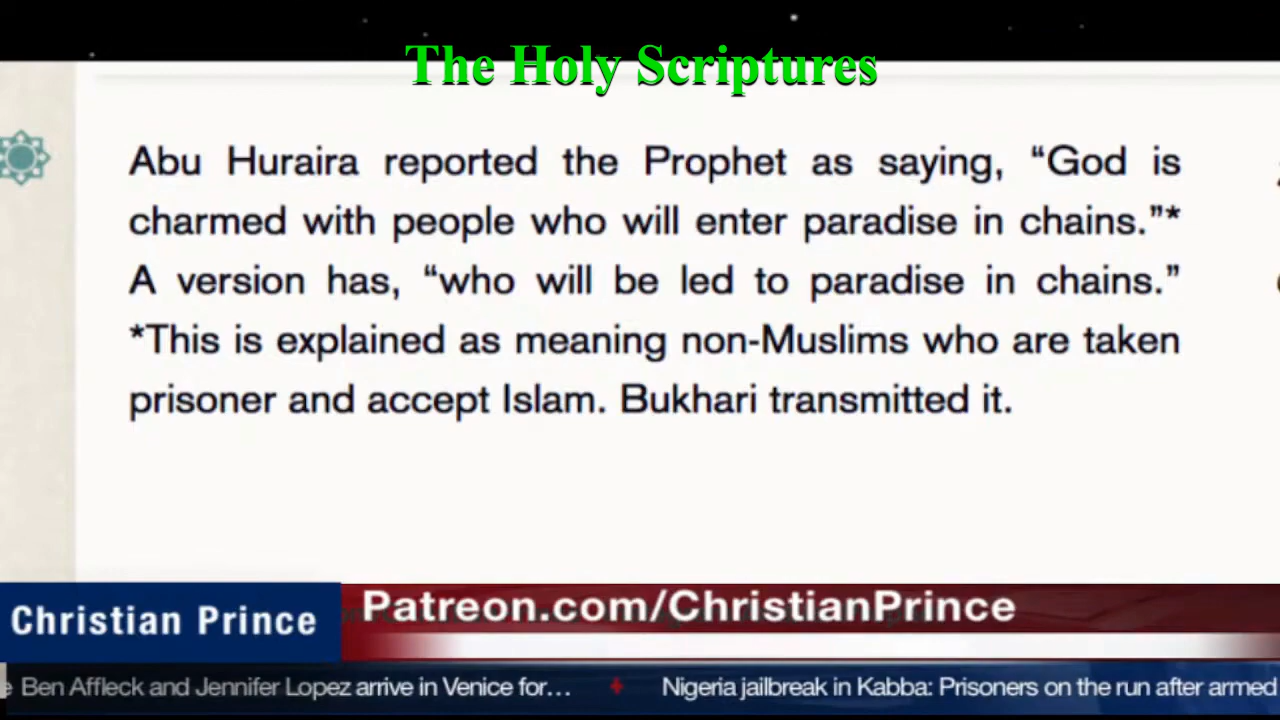 The Holy Scriptures
Abu Huraira reported the Prophet as saying, “God is
charmed with people who will enter paradise in chains.”*
A version has, “who will be led to paradise in chains.”
*This is explained as meaning non-Muslims who are taken
prisoner and accept Islam. Bukhari transmitted it.
Christian Prince
Patreon.com/ChristianPrince
Ben Affleck and Jennifer Lopez arrive in Venice for... Nigeria jailbreak in Kabba: Prisoners on the run after armed